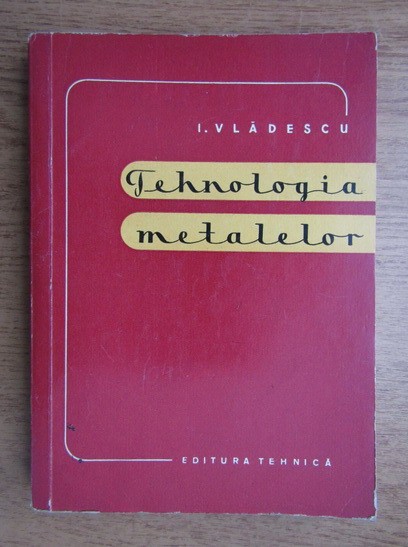 I. VLĂDESCU
Tehnologia
metalelor
EDITURA TEHNICĂ